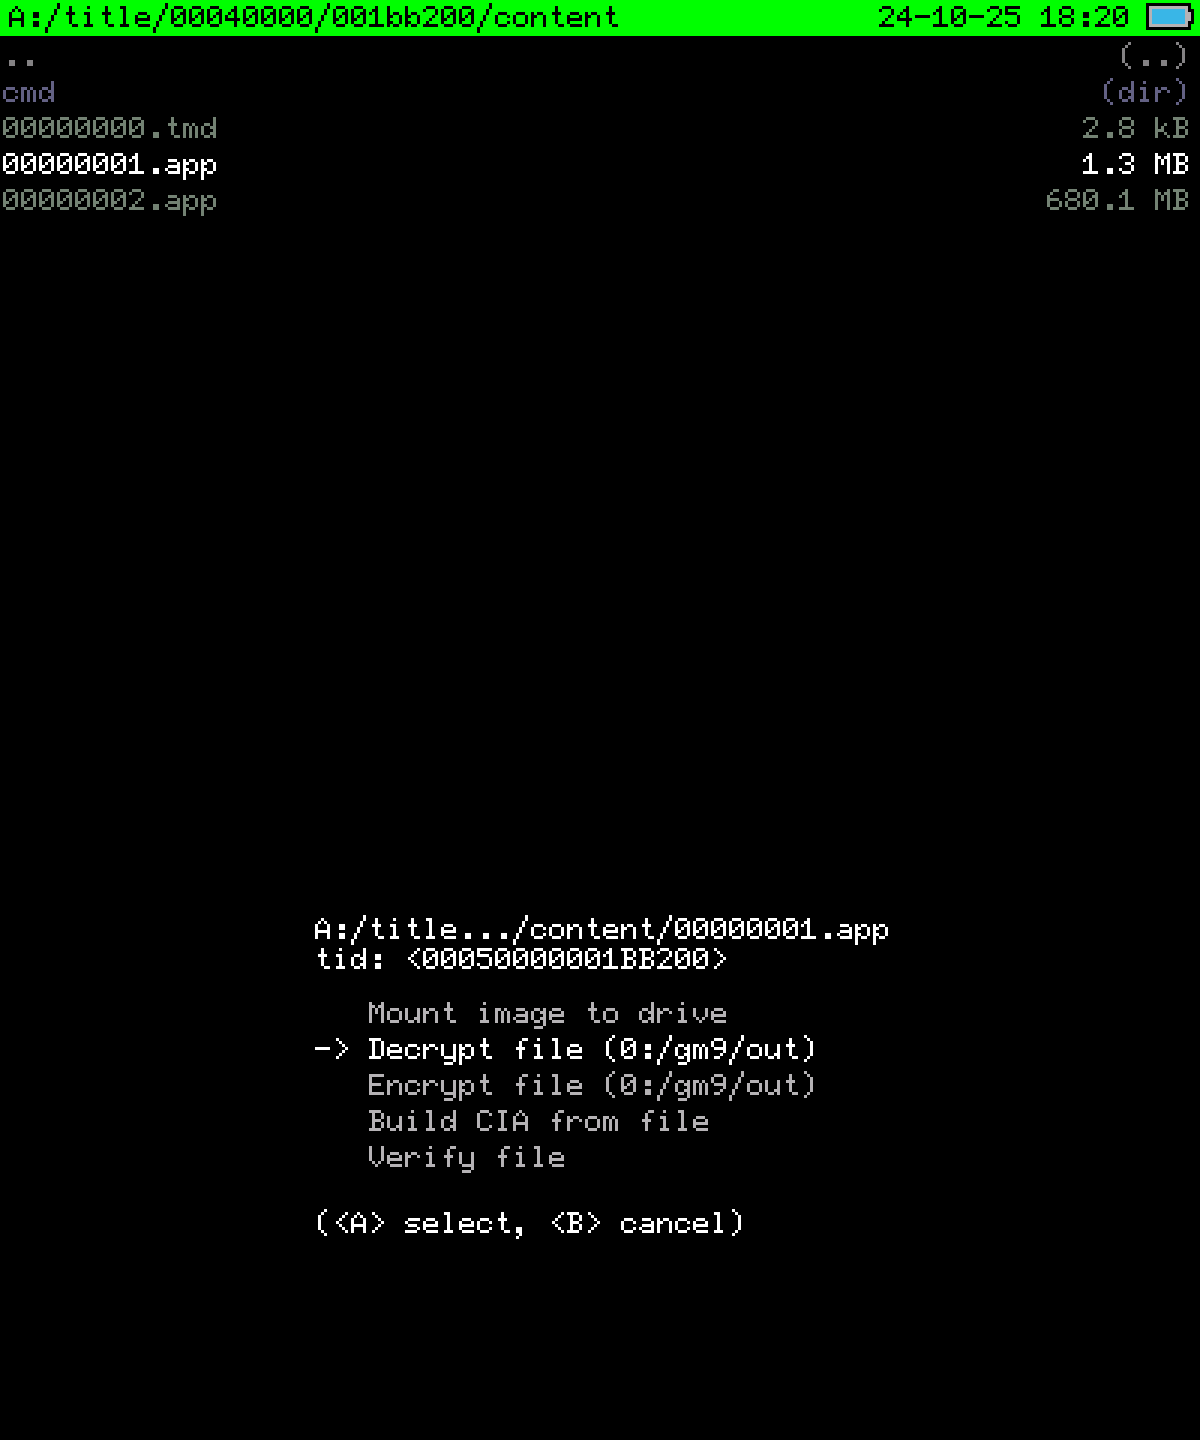 A:/title/00040000/001bb200/content 24-10-25 18:20
.. (..)
cmd (dir)
00000000.tmd 2.8 kB
00000001.app 1.3 MB
00000002.app 680.1 MB
A:/title.../content/00000001.app
tid: <00050000001BB200>
Mount image to drive
-> Decrypt file (0:/gm9/out)
Encrypt file (0:/gm9/out)
Build CIA from file
Verify file
(<A> select, <B> cancel)